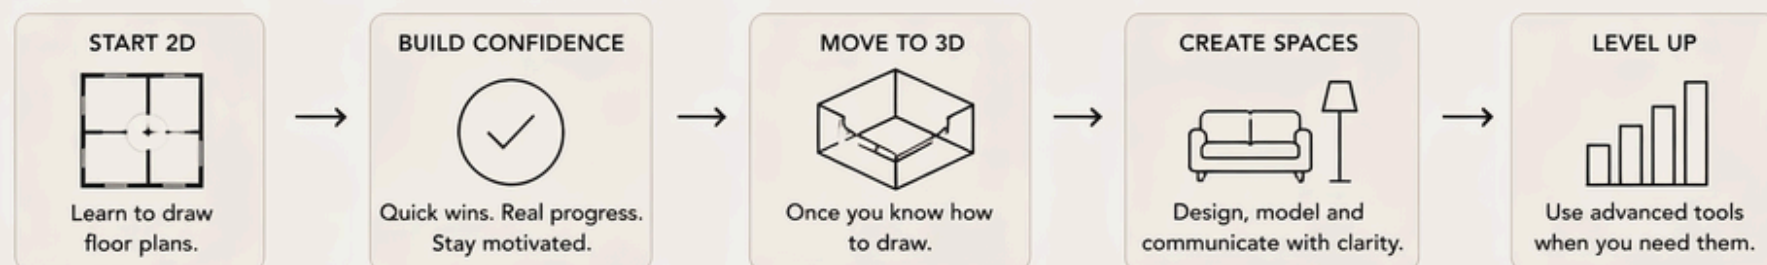 START 2D
Learn to draw
floor plans.
BUILD CONFIDENCE
Quick wins. Real progress.
Stay motivated.
MOVE TO 3D
Once you know how
to draw.
CREATE SPACES
Design, model and
communicate with clarity.
LEVEL UP
Use advanced tools
when you need them.